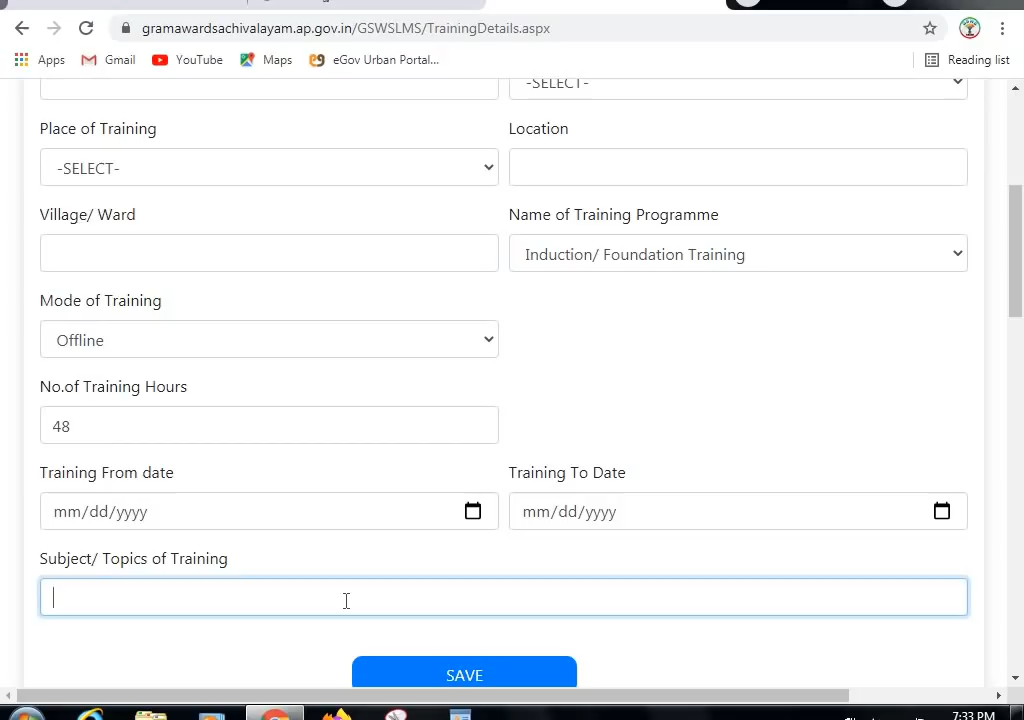 gramawardsachivalayam.ap.gov.in/GSWSLMS/TrainingDetails.aspx
Apps Gmail YouTube Maps eGov Urban Portal... Reading list
-SELECT-
Place of Training Location
-SELECT-
Village/ Ward Name of Training Programme
Induction/ Foundation Training
Mode of Training
Offline
No.of Training Hours
48
Training From date Training To Date
mm/dd/yyyy mm/dd/yyyy
Subject/ Topics of Training
SAVE
7:33 PM